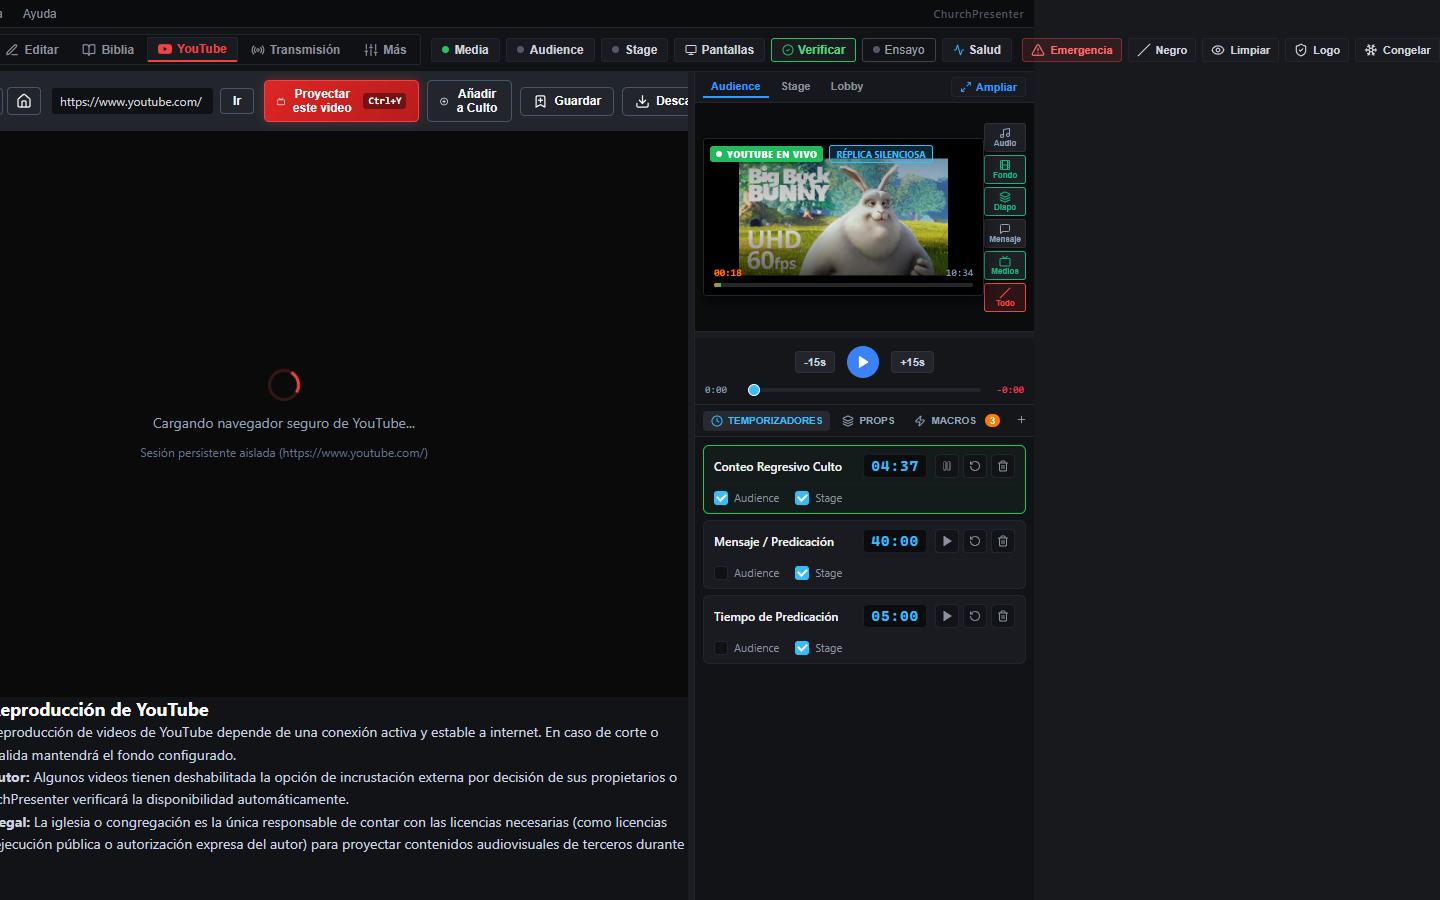 Ayuda
ChurchPresenter
Editar
Biblia
YouTube
Transmisión
Más
Media
Audience
Stage
Pantallas
Verificar
Ensayo
Salud
Emergencia
Negro
Limpiar
Logo
Congelar
https://www.youtube.com/
Ir
Proyectar
este video
Ctrl+Y
Añadir
a Culto
Guardar
Desca
Audience
Stage
Lobby
Ampliar
YOUTUBE EN VIVO
RÉPLICA SILENCIOSA
Big Buck
BUNNY
UHD
60fps
00:18
10:34
Audio
Fondo
Diapo
Mensaje
Medios
Todo
-15s
+15s
0:00
-0:00
Cargando navegador seguro de YouTube...
Sesión persistente aislada (https://www.youtube.com/)
TEMPORIZADORES
PROPS
MACROS
3
+
Conteo Regresivo Culto
04:37
Audience
Stage
Mensaje / Predicación
40:00
Audience
Stage
Tiempo de Predicación
05:00
Audience
Stage
eproducción de YouTube
eproducción de videos de YouTube depende de una conexión activa y estable a internet. En caso de corte o
alida mantendrá el fondo configurado.
utor: Algunos videos tienen deshabilitada la opción de incrustación externa por decisión de sus propietarios o
chPresenter verificará la disponibilidad automáticamente.
egal: La iglesia o congregación es la única responsable de contar con las licencias necesarias (como licencias
ejecución pública o autorización expresa del autor) para proyectar contenidos audiovisuales de terceros durante